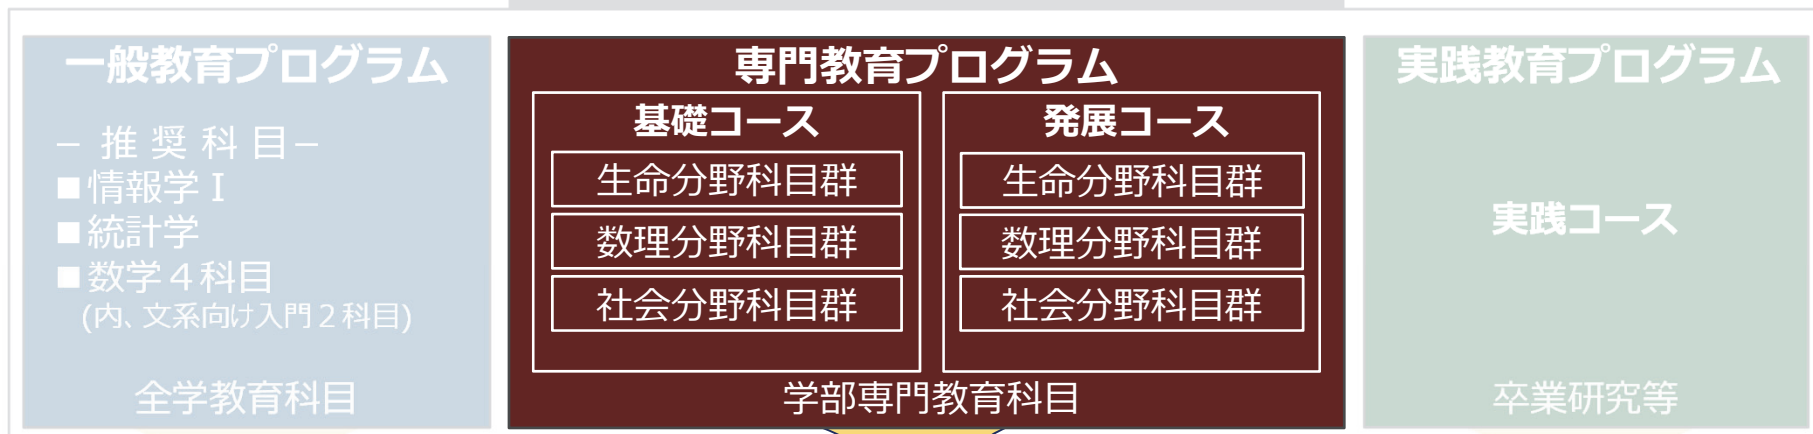 一般教育プログラム
– 推 奨 科 目–
■情報学Ⅰ
■統計学
■数学４科目
(内、文系向け入門２科目)
全学教育科目
専門教育プログラム
基礎コース
生命分野科目群
数理分野科目群
社会分野科目群
発展コース
生命分野科目群
数理分野科目群
社会分野科目群
学部専門教育科目
実践教育プログラム
実践コース
卒業研究等